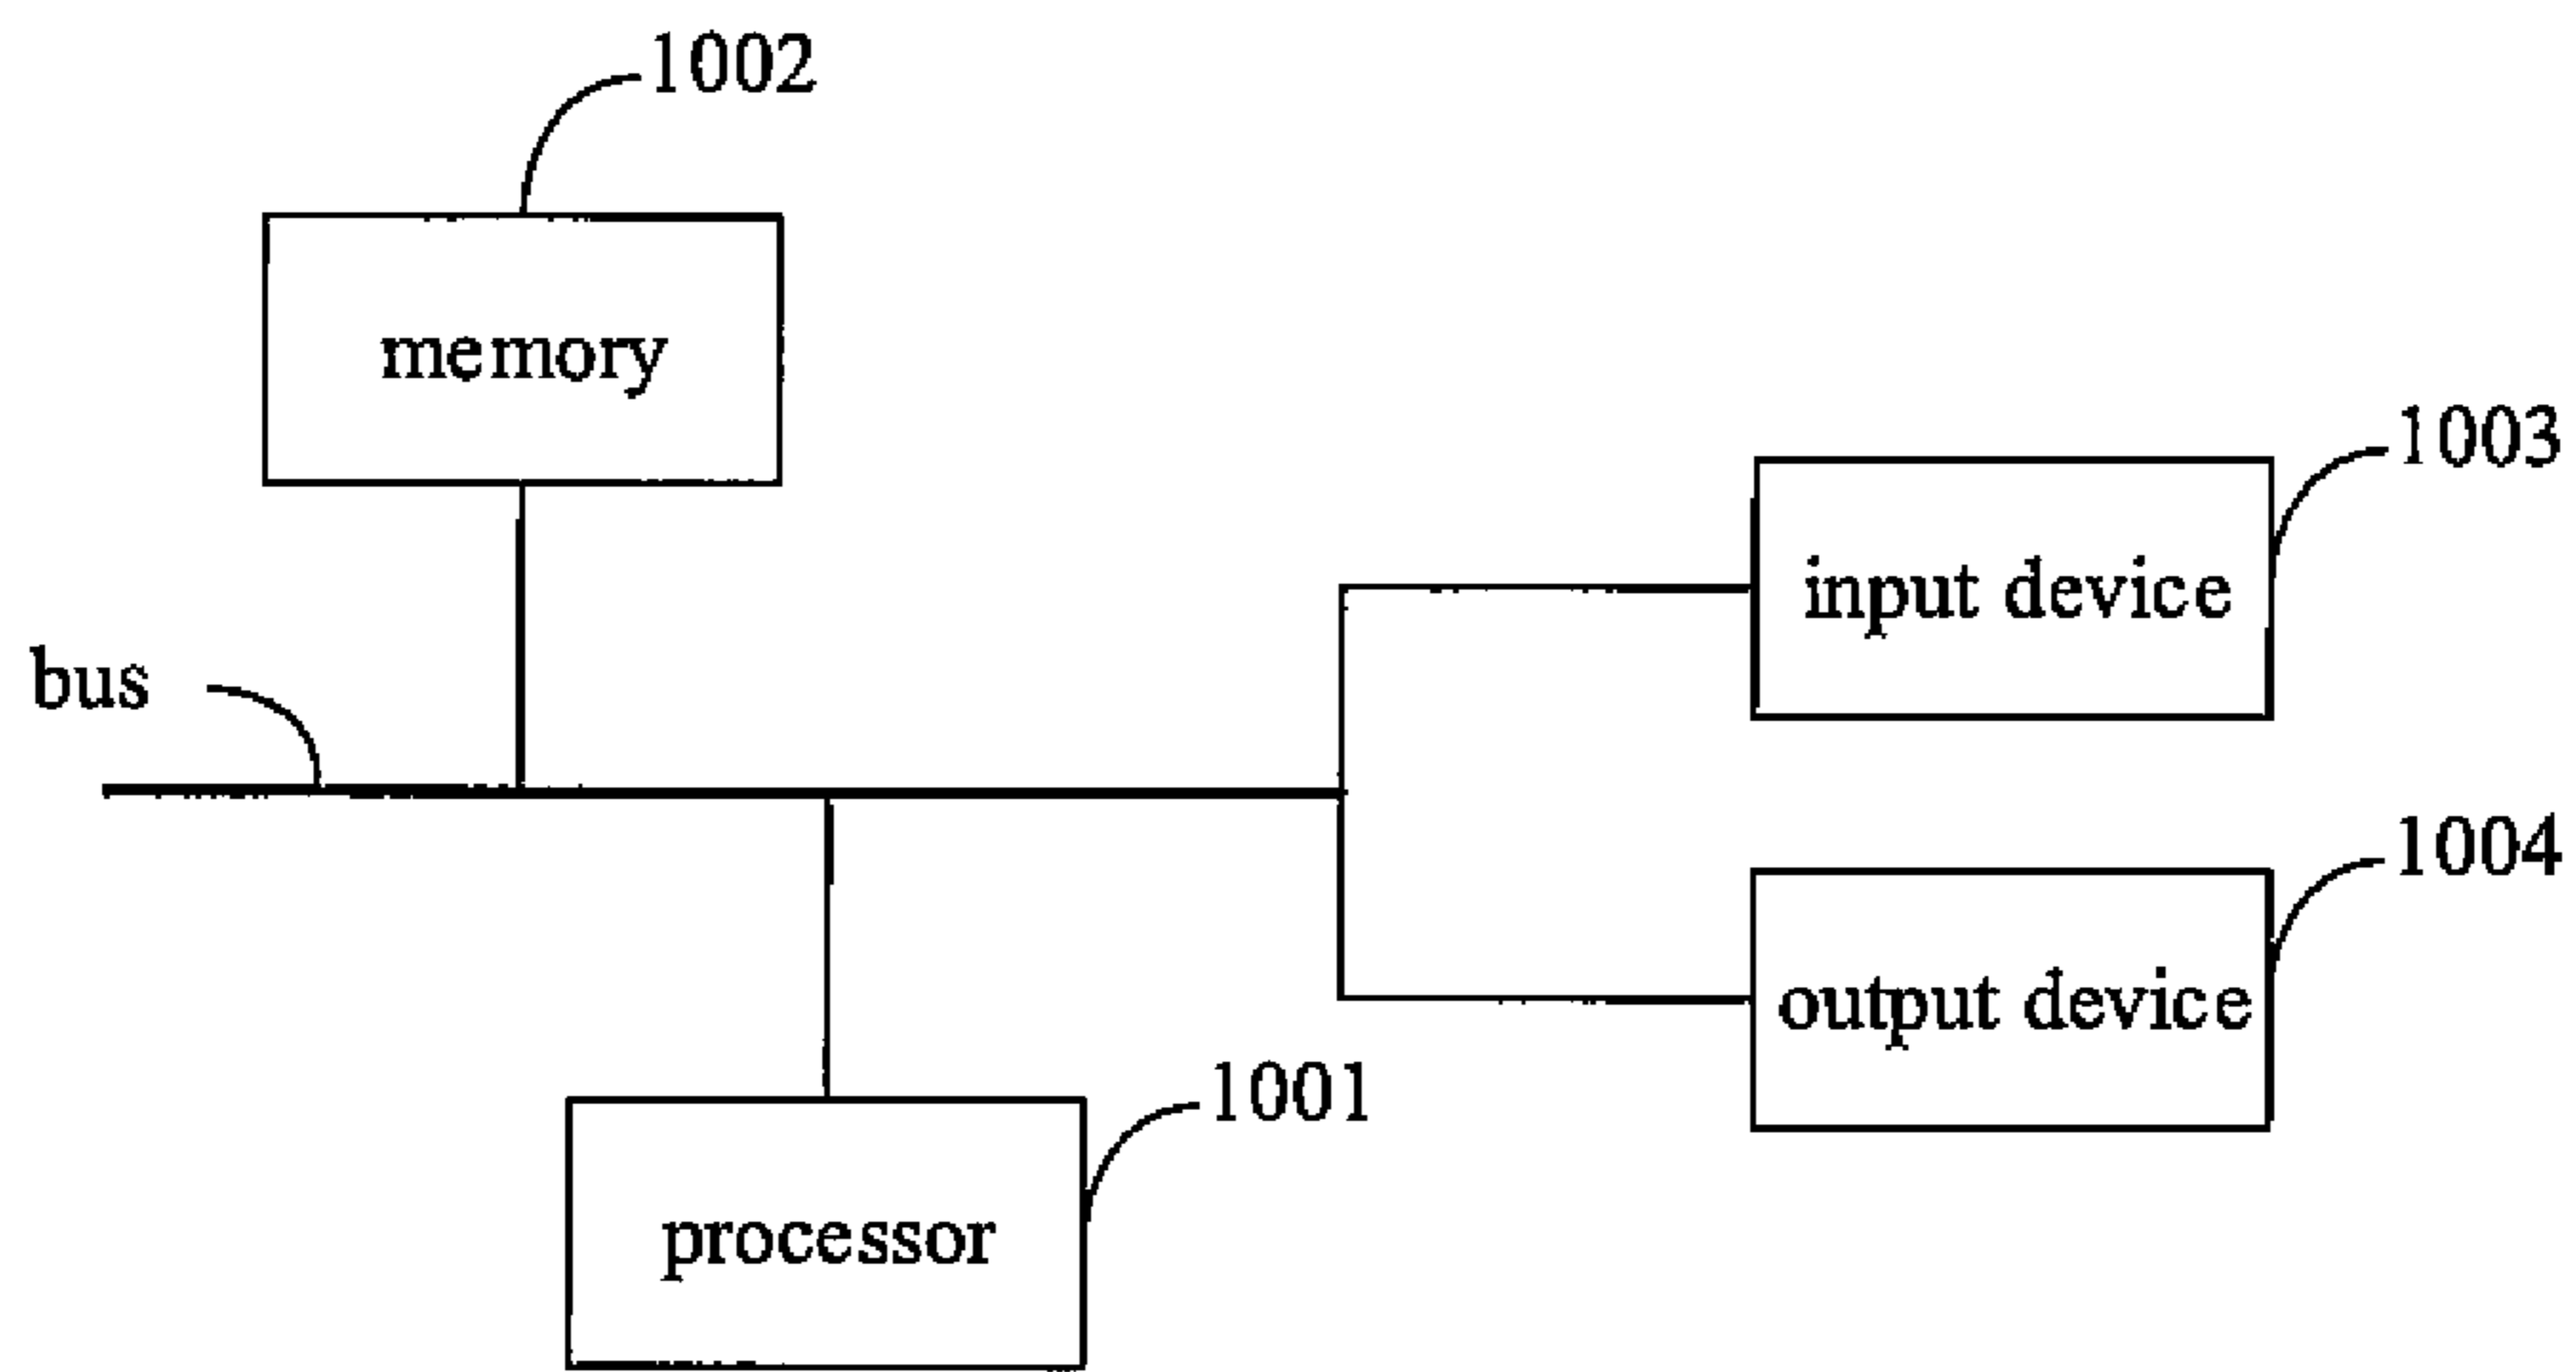 1002
memory
1003
input device
bus
1004
output device
1001
processor